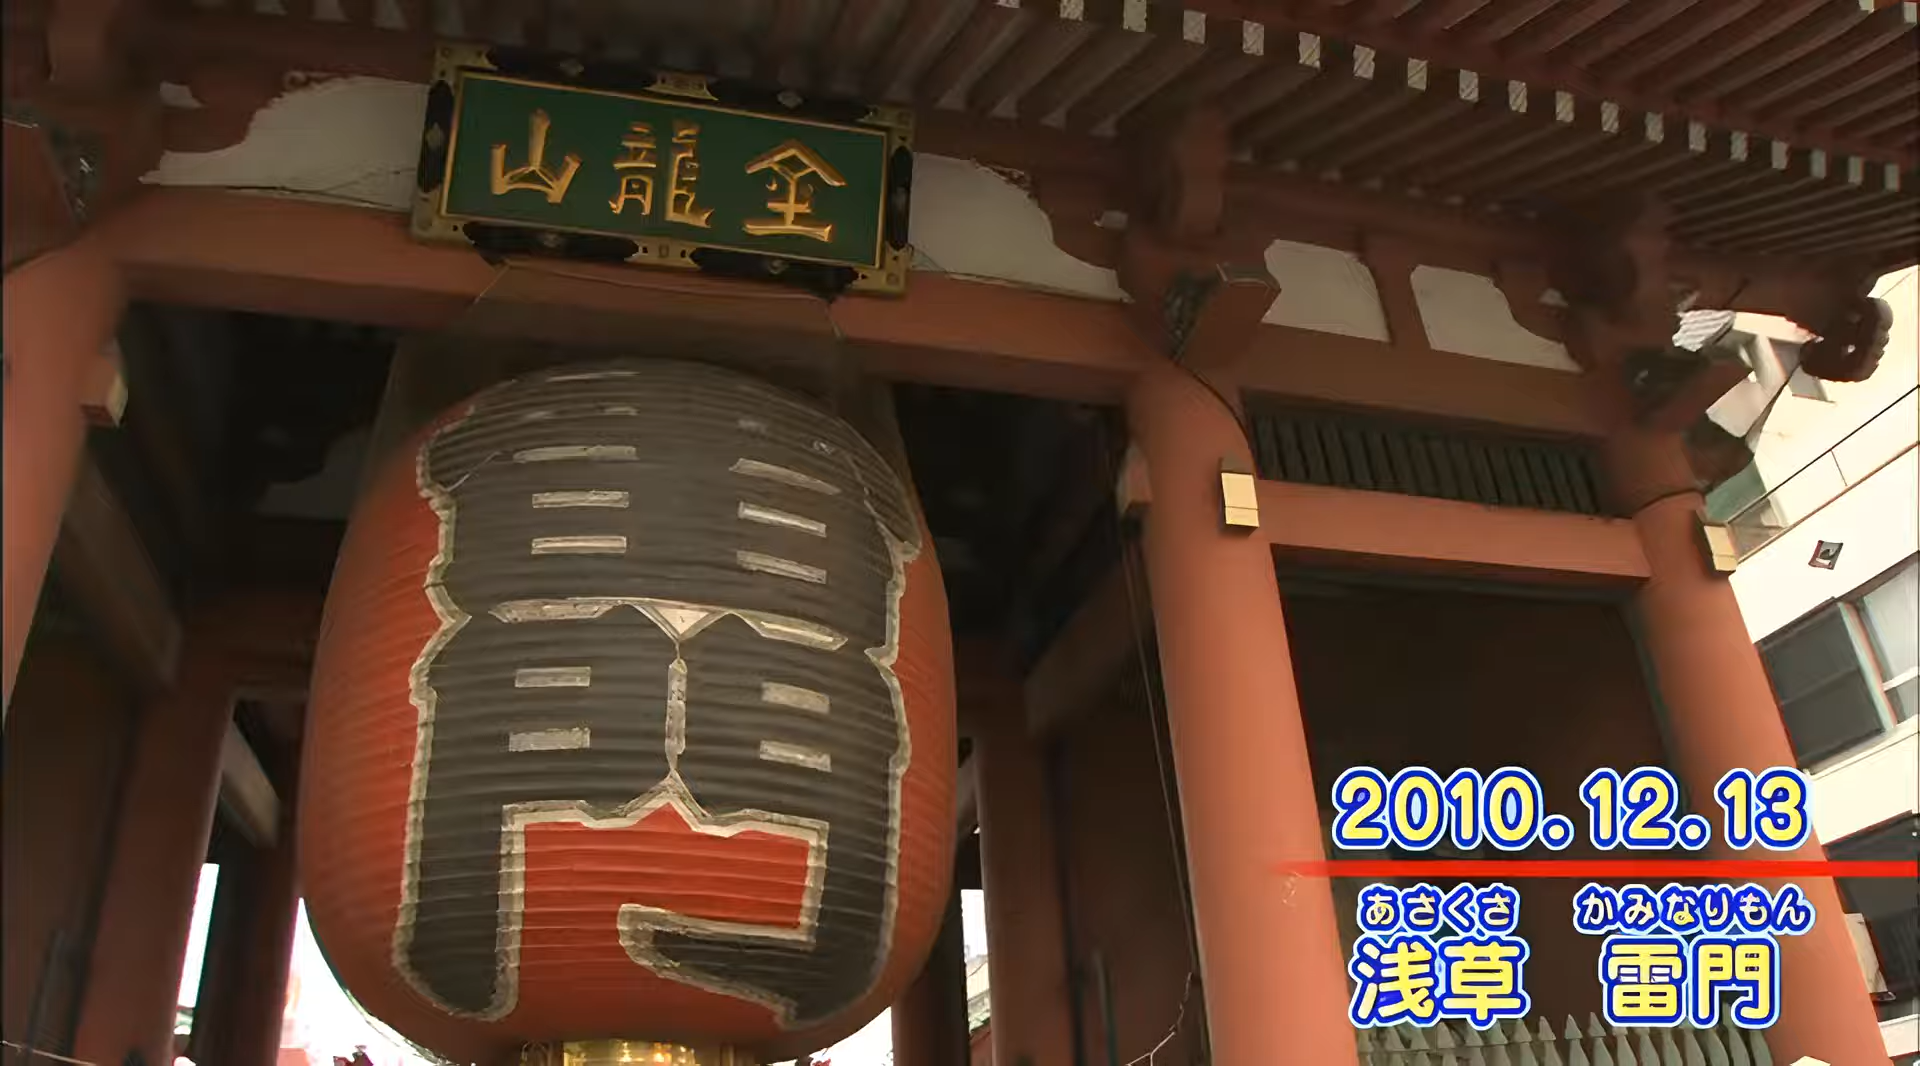 金龍山
雷門
2010.12.13
あさくさ　かみなりもん
浅草　雷門